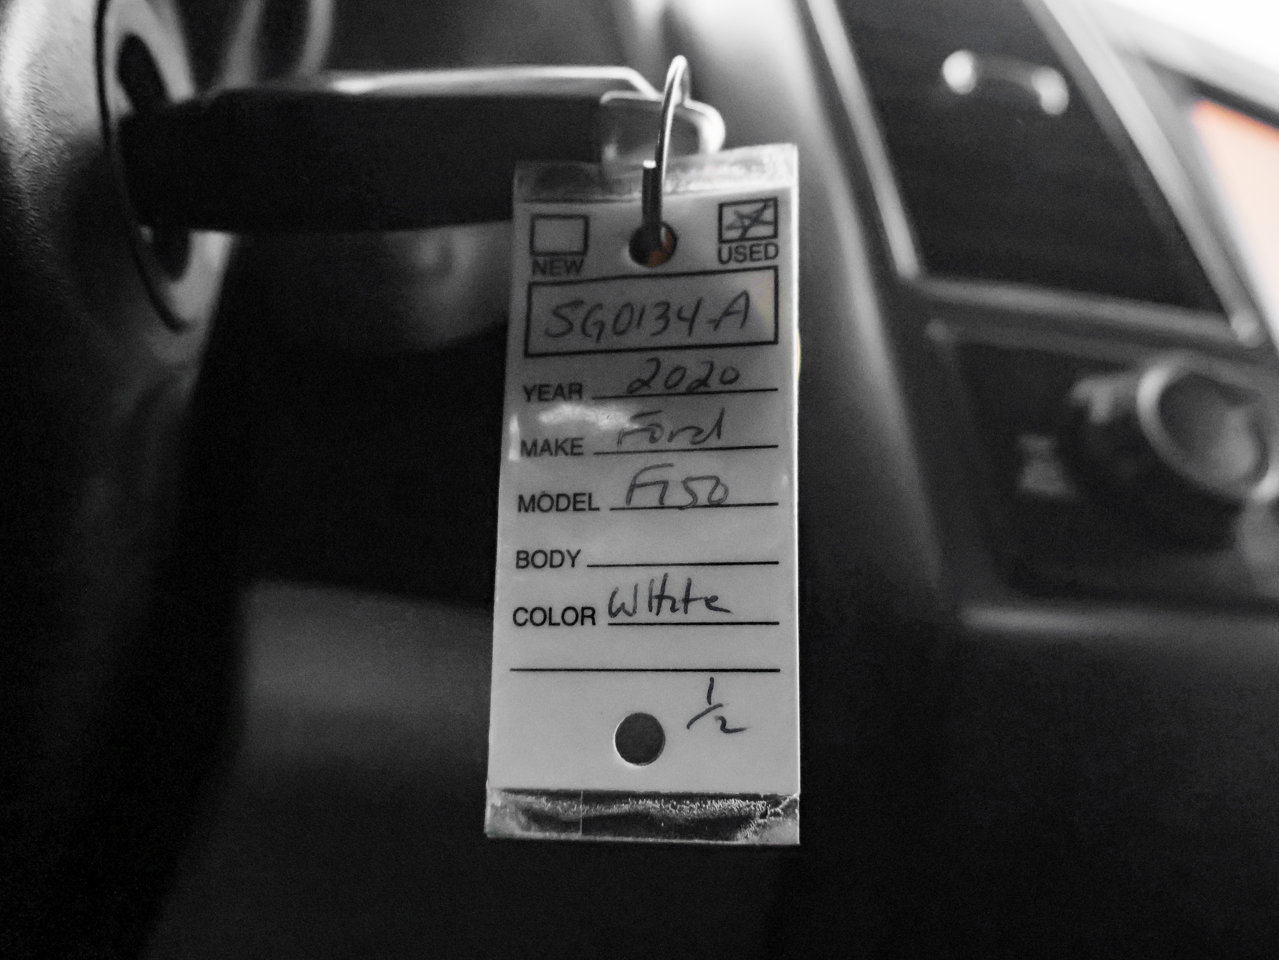 NEW USED
SG0134-A
YEAR 2020
MAKE Ford
MODEL F150
BODY
COLOR WHite
1/2